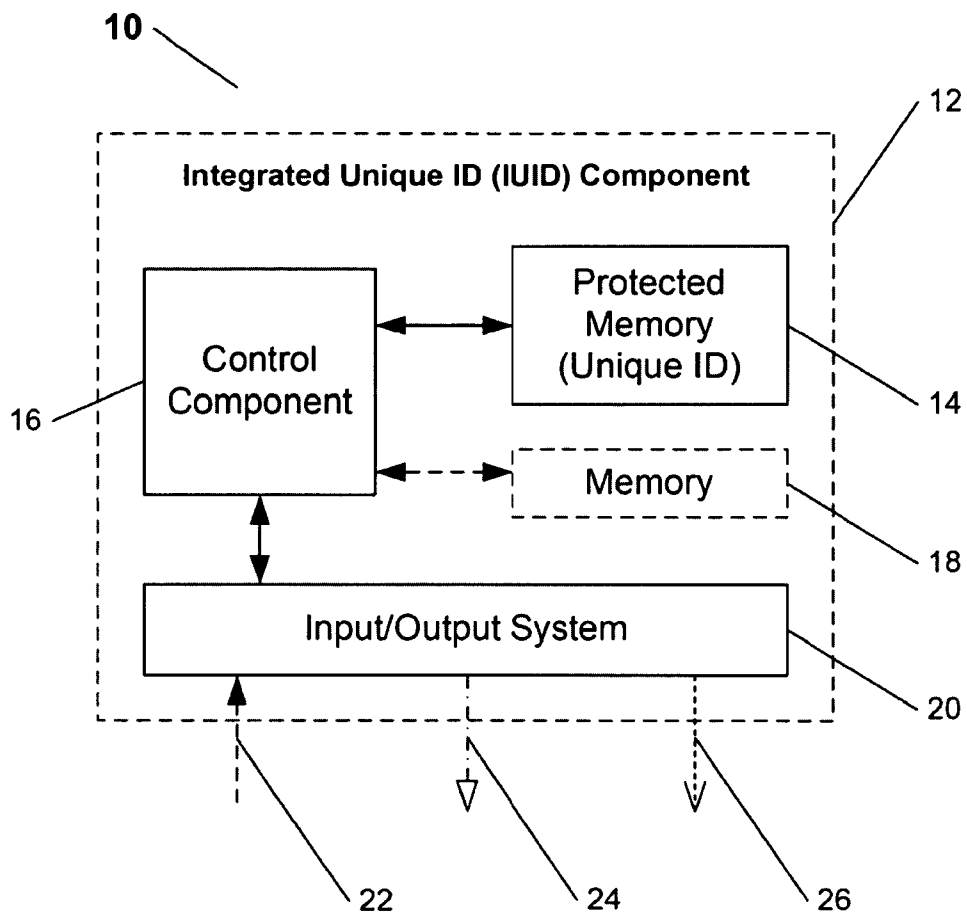 10
12
Integrated Unique ID (IUID) Component
Protected
Memory
(Unique ID)
Control
Component
16
14
Memory
18
Input/Output System
20
22
24
26